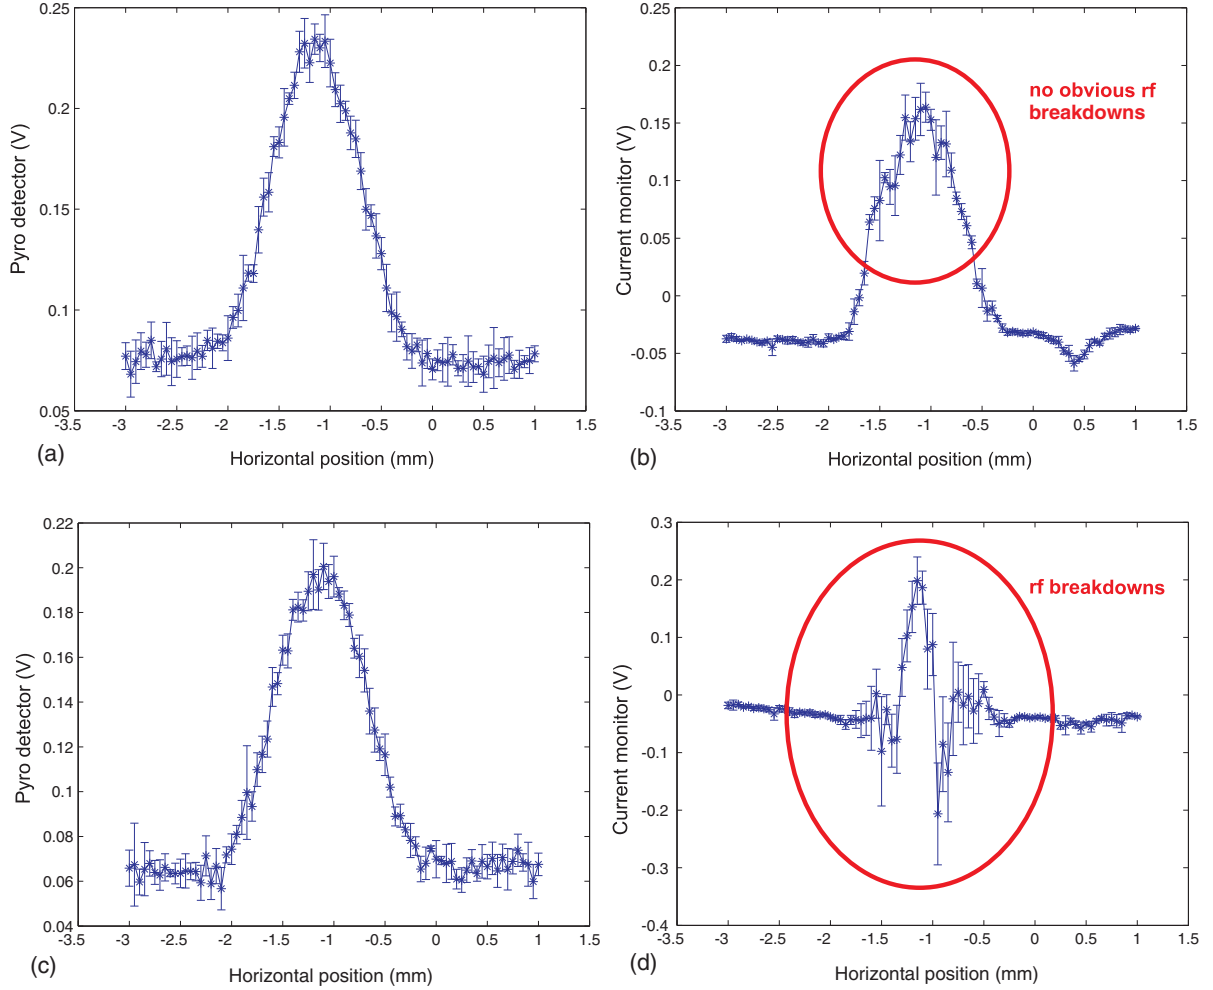 0.25
0.2
0.15
0.1
0.05
-3.5 -3 -2.5 -2 -1.5 -1 -0.5 0 0.5 1 1.5
Pyro detector (V)
Horizontal position (mm)
(a)
0.25
0.2
0.15
0.1
0.05
0
-0.05
-0.1
-3.5 -3 -2.5 -2 -1.5 -1 -0.5 0 0.5 1 1.5
Current monitor (V)
Horizontal position (mm)
no obvious rf
breakdowns
(b)
0.22
0.2
0.18
0.16
0.14
0.12
0.1
0.08
0.06
0.04
-3.5 -3 -2.5 -2 -1.5 -1 -0.5 0 0.5 1 1.5
Pyro detector (V)
Horizontal position (mm)
(c)
0.3
0.2
0.1
0
-0.1
-0.2
-0.3
-0.4
-3.5 -3 -2.5 -2 -1.5 -1 -0.5 0 0.5 1 1.5
Current monitor (V)
Horizontal position (mm)
rf breakdowns
(d)